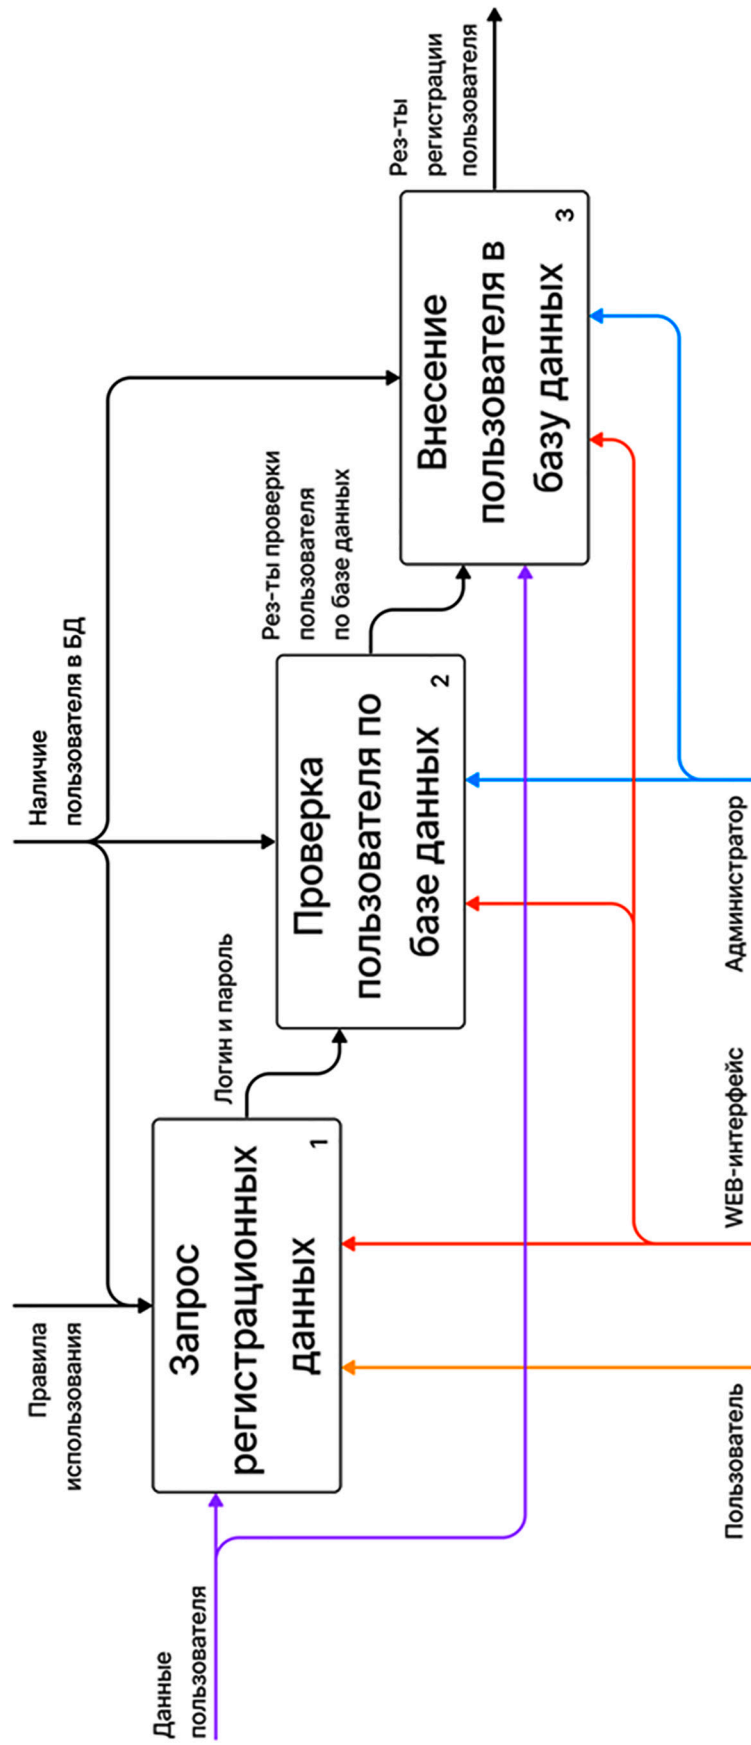 Правила
использования
Наличие
пользователя в БД
Данные
пользователя
Запрос
регистрационных
данных
1
Логин и пароль
Проверка
пользователя по
базе данных
2
Рез-ты проверки
пользователя
по базе данных
Внесение
пользователя в
базу данных
3
Рез-ты
регистрации
пользователя
Пользователь
WEB-интерфейс
Администратор